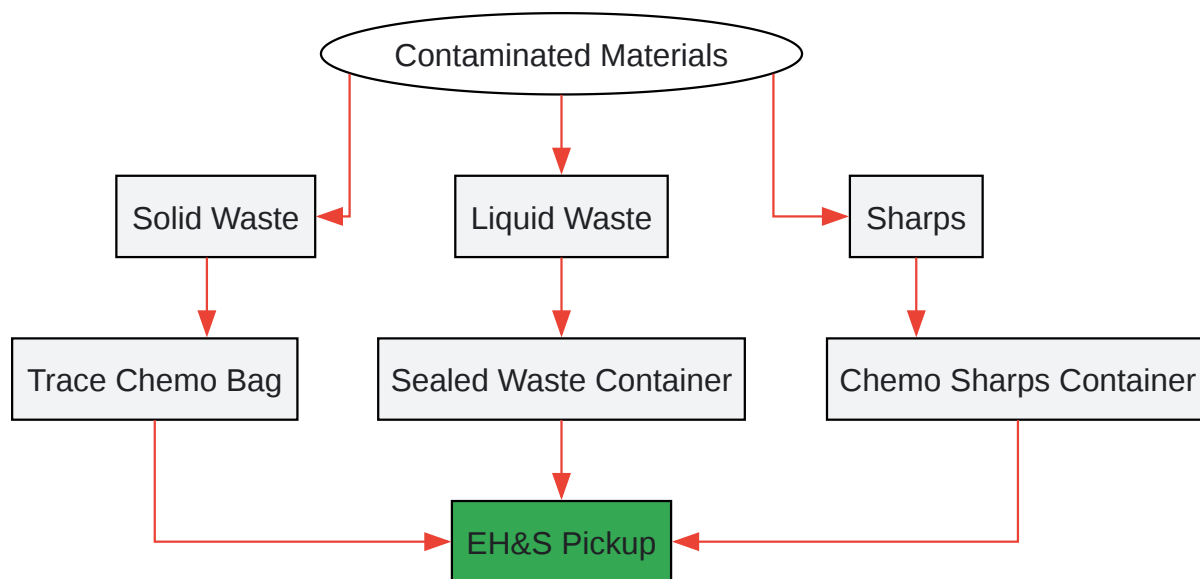 Contaminated Materials
Solid Waste
Liquid Waste
Sharps
Trace Chemo Bag
Sealed Waste Container
Chemo Sharps Container
EH&S Pickup